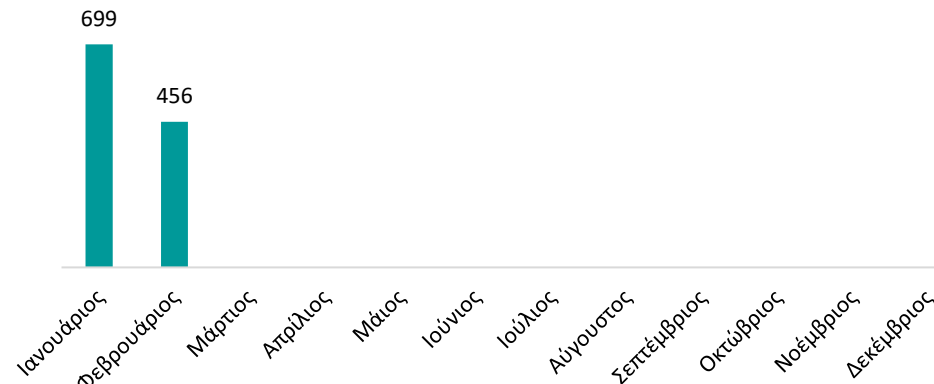 699
456
Ιανουάριος
Φεβρουάριος
Μάρτιος
Απρίλιος
Μάιος
Ιούνιος
Ιούλιος
Αύγουστος
Σεπτέμβριος
Οκτώβριος
Νοέμβριος
Δεκέμβριος